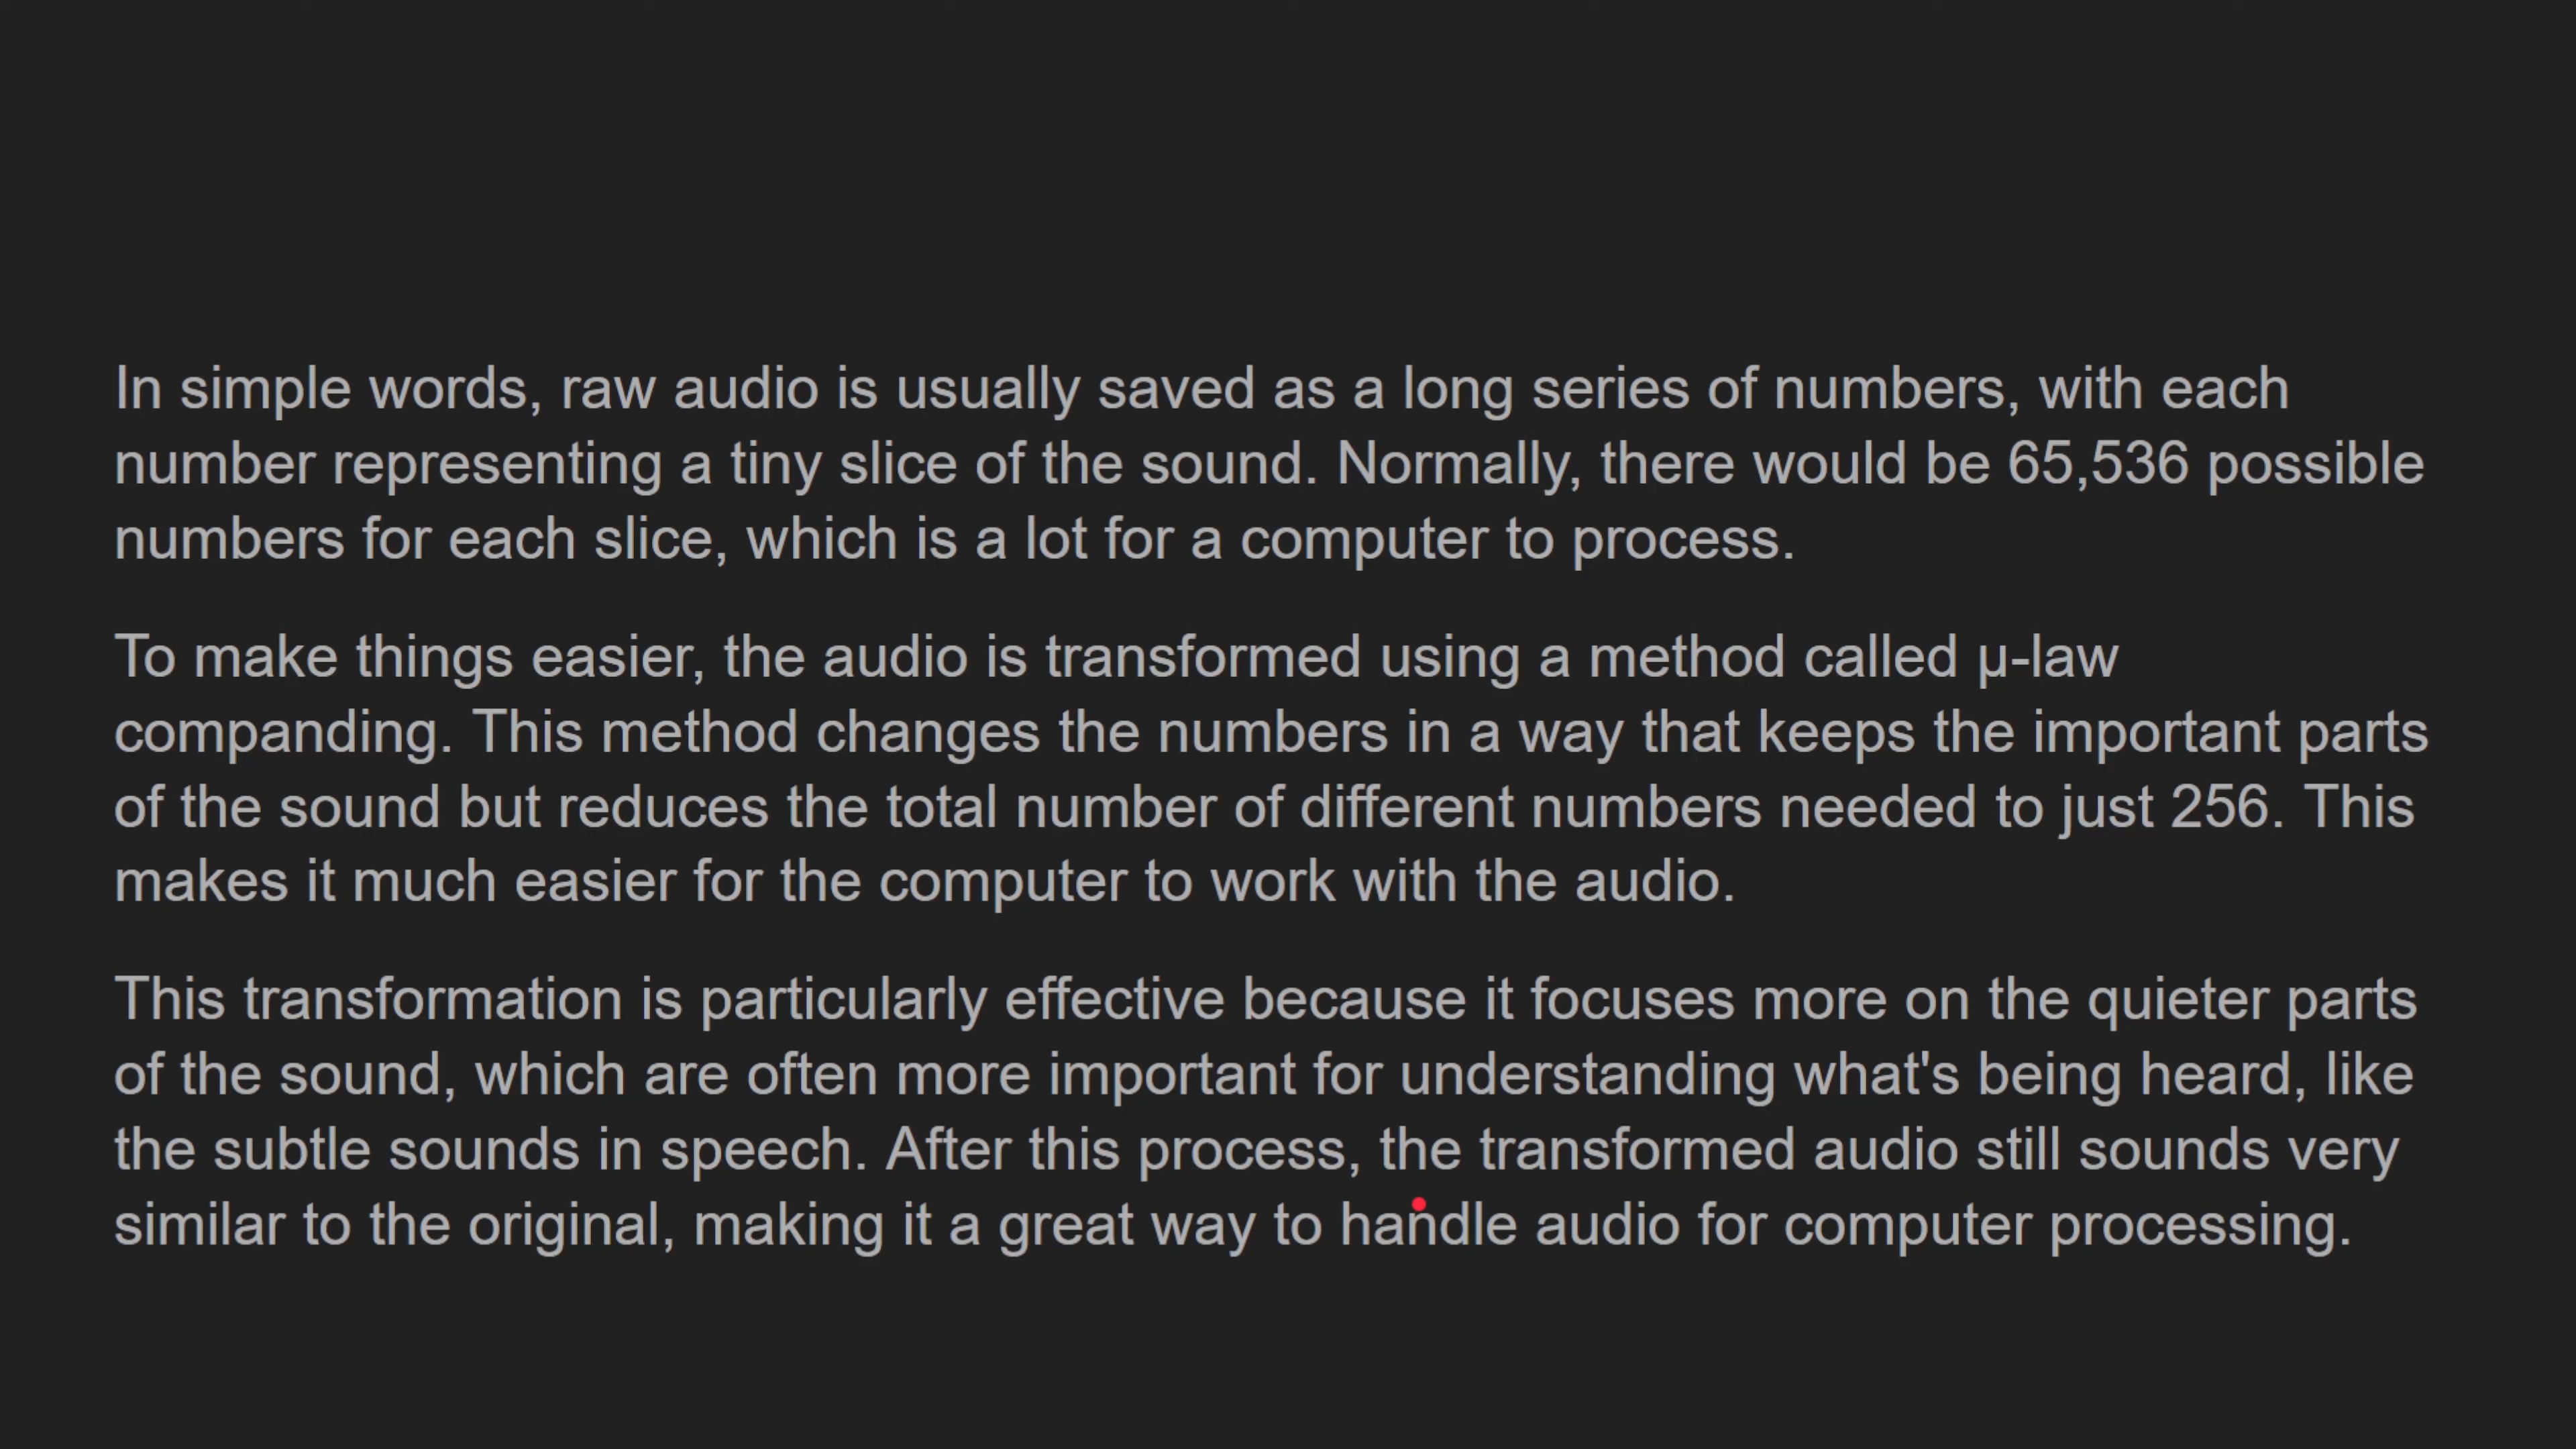 In simple words, raw audio is usually saved as a long series of numbers, with each
number representing a tiny slice of the sound. Normally, there would be 65,536 possible
numbers for each slice, which is a lot for a computer to process.
To make things easier, the audio is transformed using a method called μ-law
companding. This method changes the numbers in a way that keeps the important parts
of the sound but reduces the total number of different numbers needed to just 256. This
makes it much easier for the computer to work with the audio.
This transformation is particularly effective because it focuses more on the quieter parts
of the sound, which are often more important for understanding what's being heard, like
the subtle sounds in speech. After this process, the transformed audio still sounds very
similar to the original, making it a great way to handle audio for computer processing.